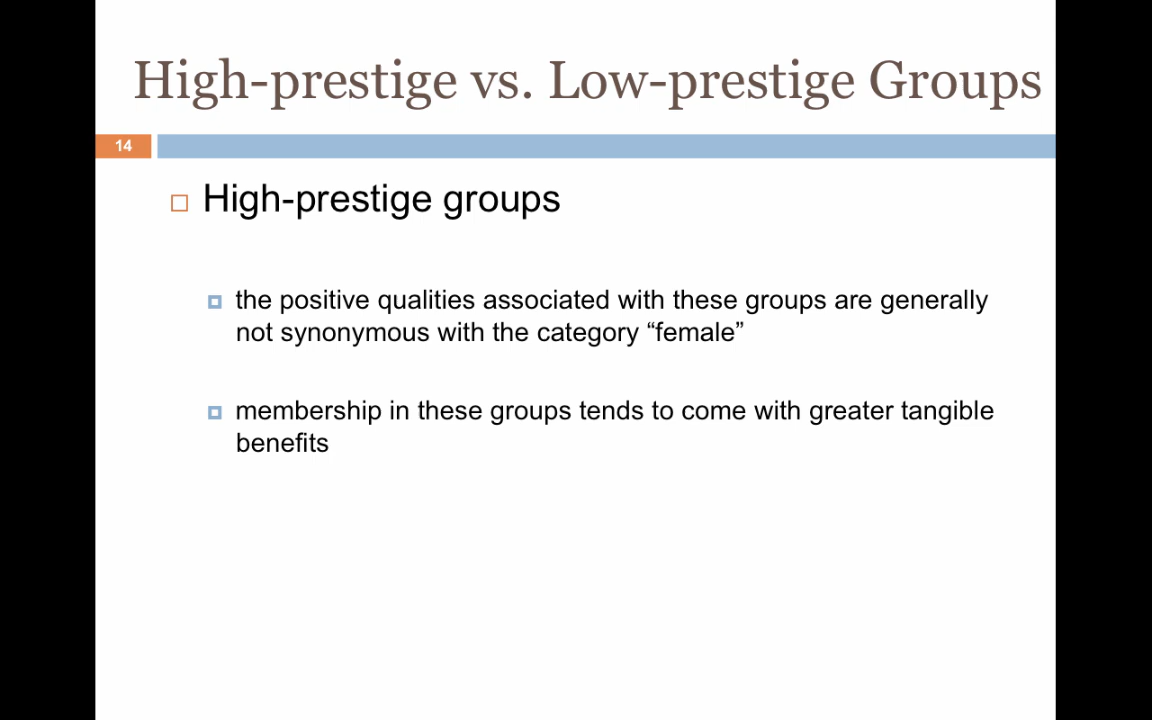 High-prestige vs. Low-prestige Groups
14
High-prestige groups
the positive qualities associated with these groups are generally
not synonymous with the category “female”
membership in these groups tends to come with greater tangible
benefits